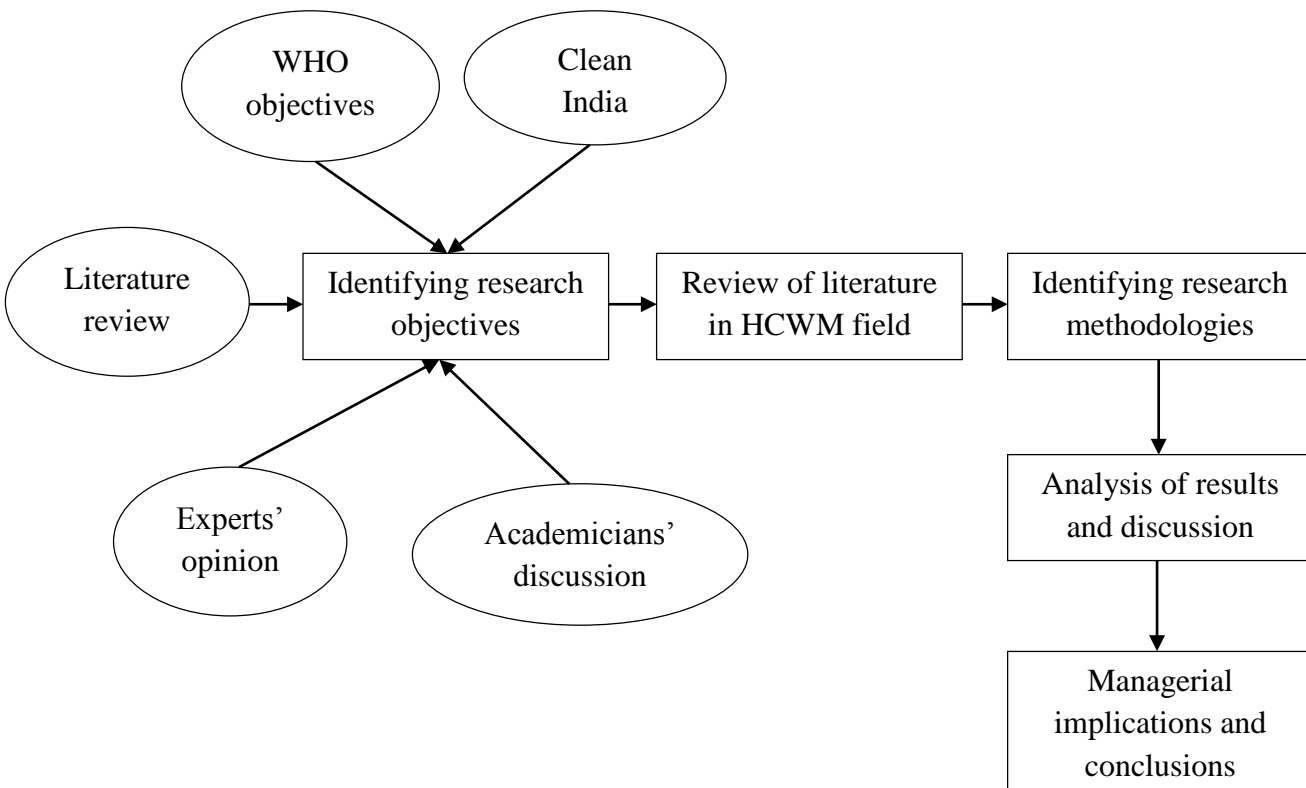 WHO
objectives
Clean
India
Literature
review
Identifying research
objectives
Review of literature
in HCWM field
Identifying research
methodologies
Experts’
opinion
Academicians’
discussion
Analysis of results
and discussion
Managerial
implications and
conclusions